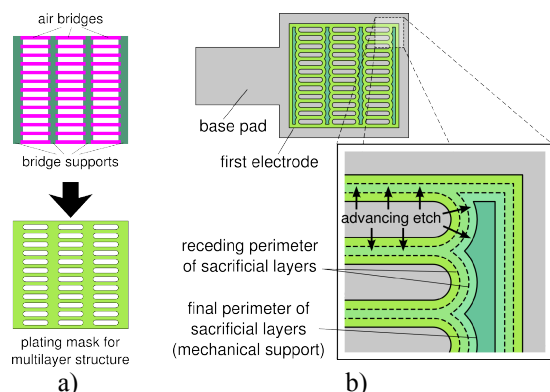 air bridges
bridge supports
plating mask for
multilayer structure
a)
base pad
first electrode
advancing etch
receding perimeter
of sacrificial layers
final perimeter of
sacrificial layers
(mechanical support)
b)